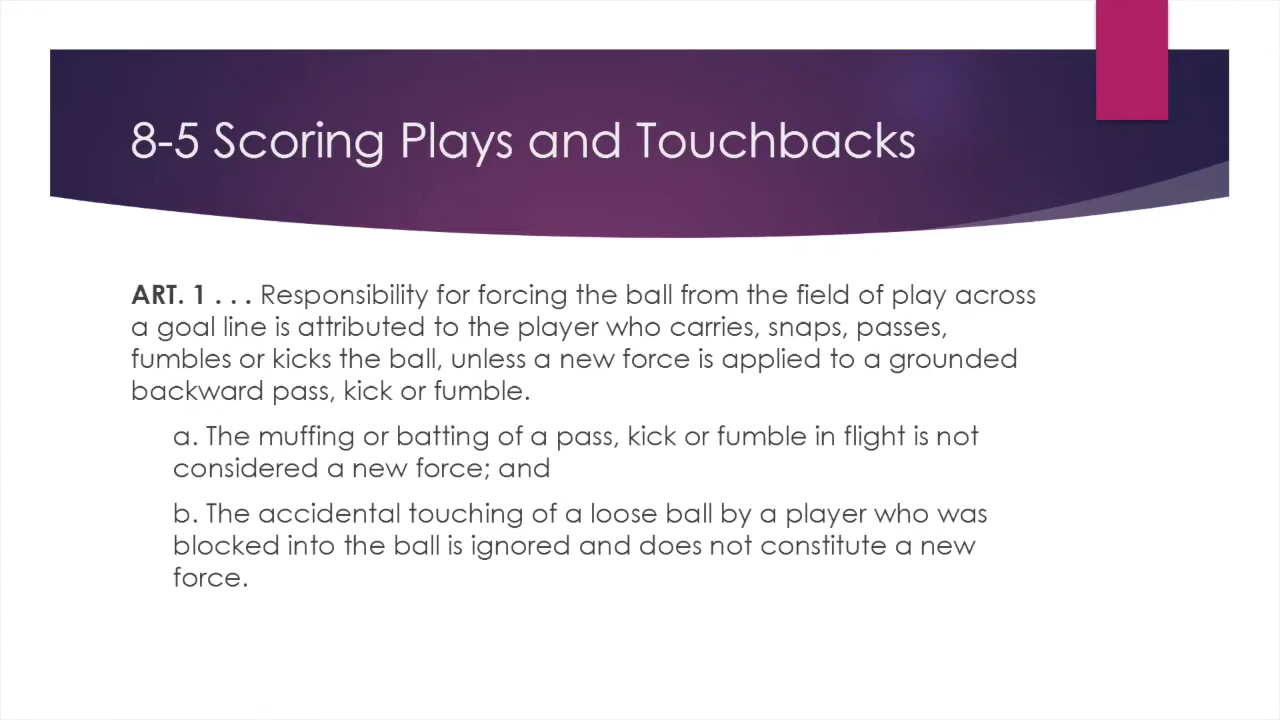 8-5 Scoring Plays and Touchbacks
ART. 1 . . . Responsibility for forcing the ball from the field of play across
a goal line is attributed to the player who carries, snaps, passes,
fumbles or kicks the ball, unless a new force is applied to a grounded
backward pass, kick or fumble.
a. The muffing or batting of a pass, kick or fumble in flight is not
considered a new force; and
b. The accidental touching of a loose ball by a player who was
blocked into the ball is ignored and does not constitute a new
force.